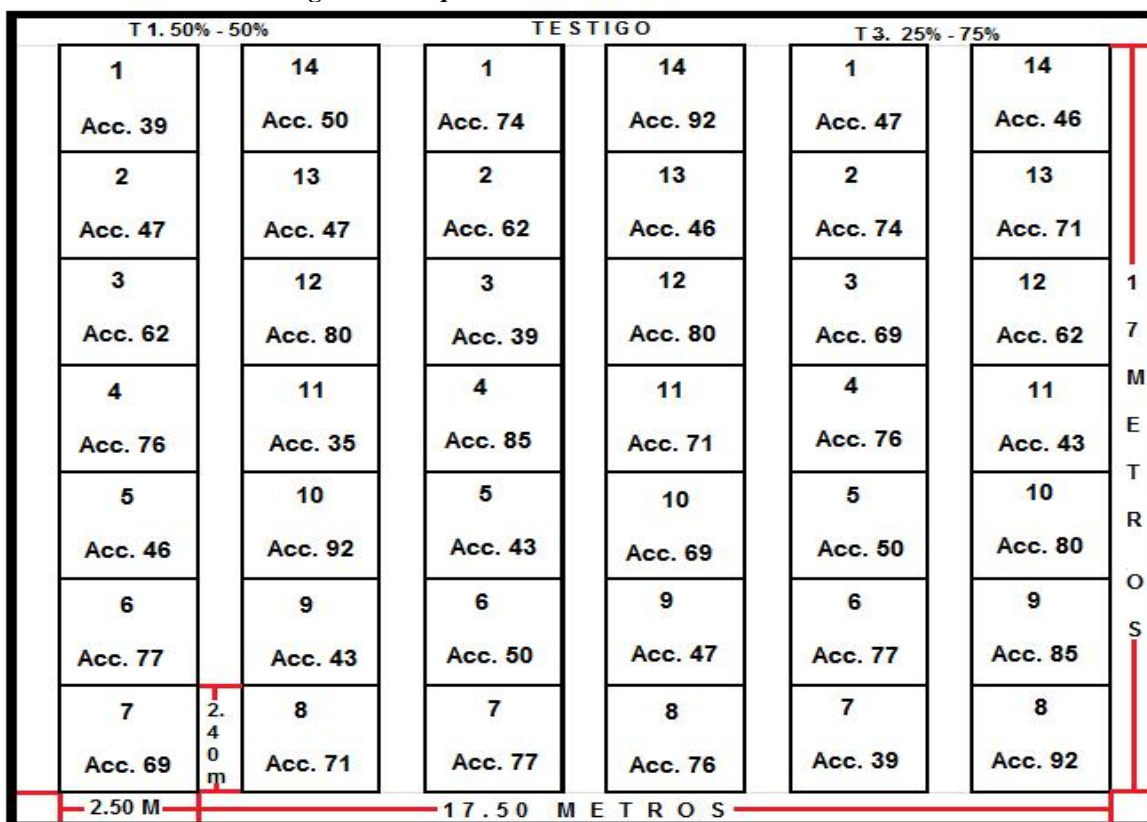 T 1. 50% - 50% TESTIGO T 3. 25% - 75%
1 14 1 14 1 14
Acc. 39 Acc. 50 Acc. 74 Acc. 92 Acc. 47 Acc. 46
2 13 2 13 2 13
Acc. 47 Acc. 47 Acc. 62 Acc. 46 Acc. 74 Acc. 71
3 12 3 12 3 12
Acc. 62 Acc. 80 Acc. 39 Acc. 80 Acc. 69 Acc. 62
4 11 4 11 4 11
Acc. 76 Acc. 35 Acc. 85 Acc. 71 Acc. 76 Acc. 43
5 10 5 10 5 10
Acc. 46 Acc. 92 Acc. 43 Acc. 69 Acc. 50 Acc. 80
6 9 6 9 6 9
Acc. 77 Acc. 43 Acc. 50 Acc. 47 Acc. 77 Acc. 85
7 8 7 8 7 8
Acc. 69 Acc. 71 Acc. 77 Acc. 76 Acc. 39 Acc. 92
2.40m
17 METROS
2.50 M 17.50 METROS